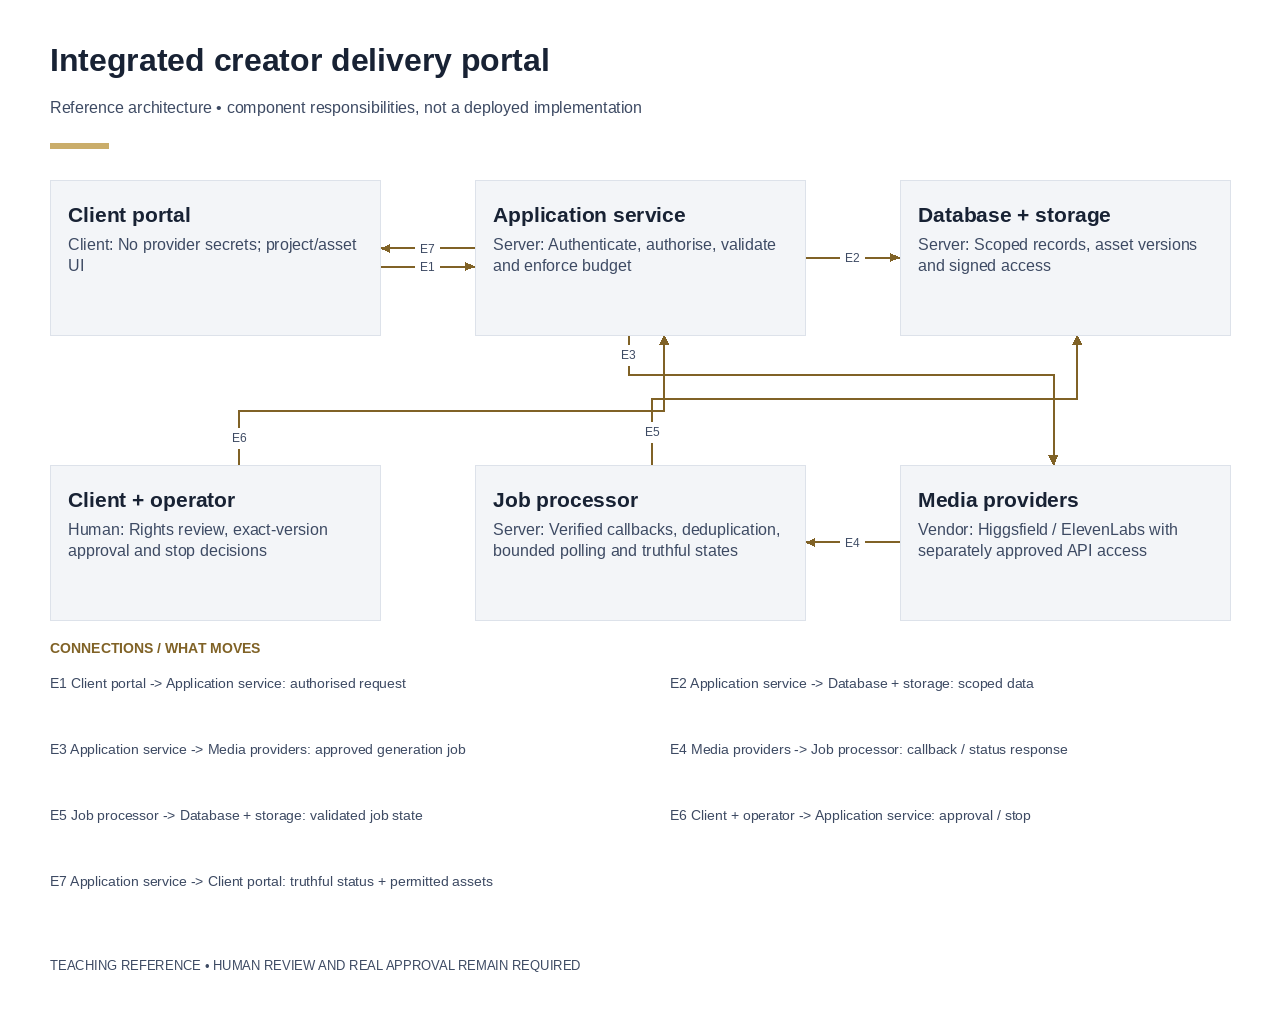 Integrated creator delivery portal
Reference architecture • component responsibilities, not a deployed implementation
Client portal
Client: No provider secrets; project/asset
UI
E7
E1
Application service
Server: Authenticate, authorise, validate
and enforce budget
E2
Database + storage
Server: Scoped records, asset versions
and signed access
E3
E6
E5
Client + operator
Human: Rights review, exact-version
approval and stop decisions
Job processor
Server: Verified callbacks, deduplication,
bounded polling and truthful states
E4
Media providers
Vendor: Higgsfield / ElevenLabs with
separately approved API access
CONNECTIONS / WHAT MOVES
E1 Client portal -> Application service: authorised request
E2 Application service -> Database + storage: scoped data
E3 Application service -> Media providers: approved generation job
E4 Media providers -> Job processor: callback / status response
E5 Job processor -> Database + storage: validated job state
E6 Client + operator -> Application service: approval / stop
E7 Application service -> Client portal: truthful status + permitted assets
TEACHING REFERENCE • HUMAN REVIEW AND REAL APPROVAL REMAIN REQUIRED